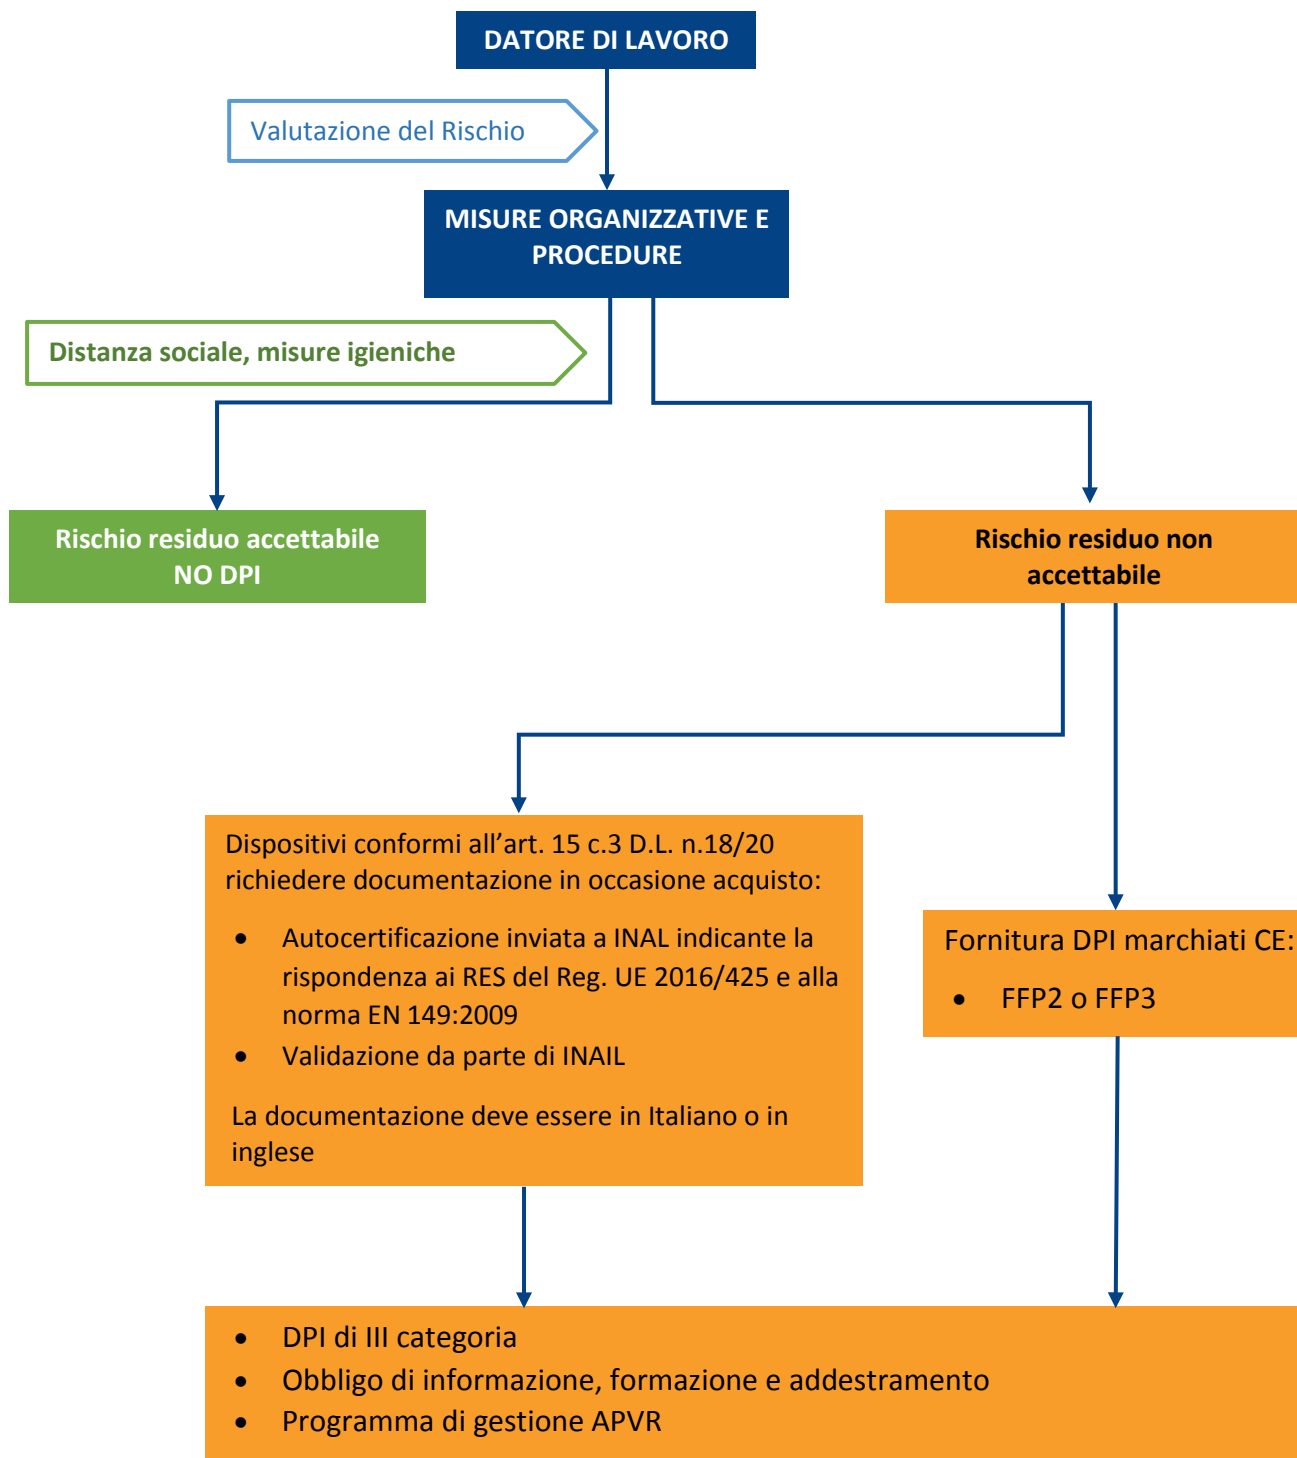 DATORE DI LAVORO
Valutazione del Rischio
MISURE ORGANIZZATIVE E
PROCEDURE
Distanza sociale, misure igieniche
Rischio residuo accettabile
NO DPI
Rischio residuo non
accettabile
Dispositivi conformi all’art. 15 c.3 D.L. n.18/20
richiedere documentazione in occasione acquisto:
• Autocertificazione inviata a INAL indicante la
rispondenza ai RES del Reg. UE 2016/425 e alla
norma EN 149:2009
• Validazione da parte di INAIL
La documentazione deve essere in Italiano o in
inglese
Fornitura DPI marchiati CE:
• FFP2 o FFP3
• DPI di III categoria
• Obbligo di informazione, formazione e addestramento
• Programma di gestione APVR